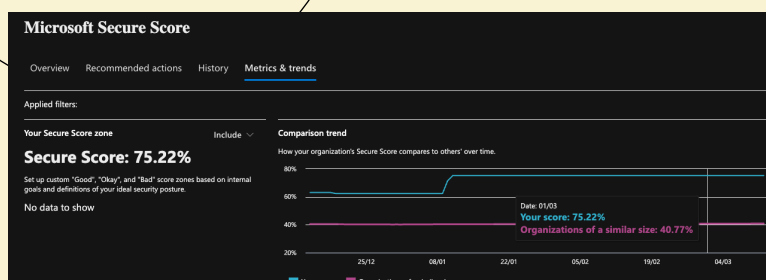 Microsoft Secure Score
Overview Recommended actions History Metrics & trends
Applied filters:
Your Secure Score zone Include
Secure Score: 75.22%
Set up custom "Good", "Okay", and "Bad" score zones based on internal
goals and definitions of your ideal security posture.
No data to show
Comparison trend
How your organization's Secure Score compares to others' over time.
80%
60%
40%
20%
Date: 01/03
Your score: 75.22%
Organizations of a similar size: 40.77%
25/12 08/01 22/01 05/02 19/02 04/03